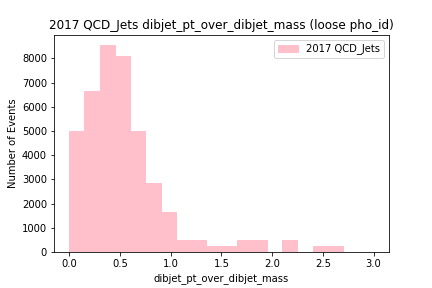 2017 QCD_Jets dibjet_pt_over_dibjet_mass (loose pho_id)
2017 QCD_Jets
Number of Events
8000
7000
6000
5000
4000
3000
2000
1000
0
0.0 0.5 1.0 1.5 2.0 2.5 3.0
dibjet_pt_over_dibjet_mass